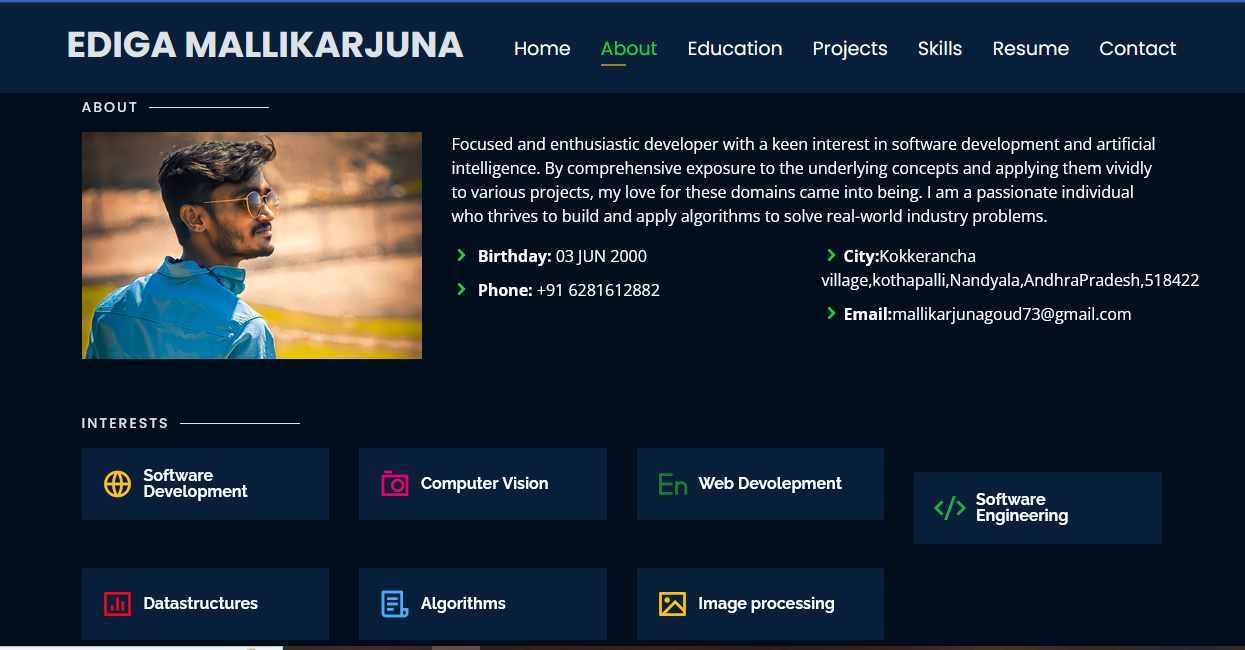 EDIGA MALLIKARJUNA
Home About Education Projects Skills Resume Contact
ABOUT
Focused and enthusiastic developer with a keen interest in software development and artificial
intelligence. By comprehensive exposure to the underlying concepts and applying them vividly
to various projects, my love for these domains came into being. I am a passionate individual
who thrives to build and apply algorithms to solve real-world industry problems.
Birthday: 03 JUN 2000
Phone: +91 6281612882
City:Kokkerancha
village,kothapalli,Nandyala,AndhraPradesh,518422
Email:mallikarjunagoud73@gmail.com
INTERESTS
Software
Development
Computer Vision
En Web Devolepment
</> Software
Engineering
Datastructures
Algorithms
Image processing